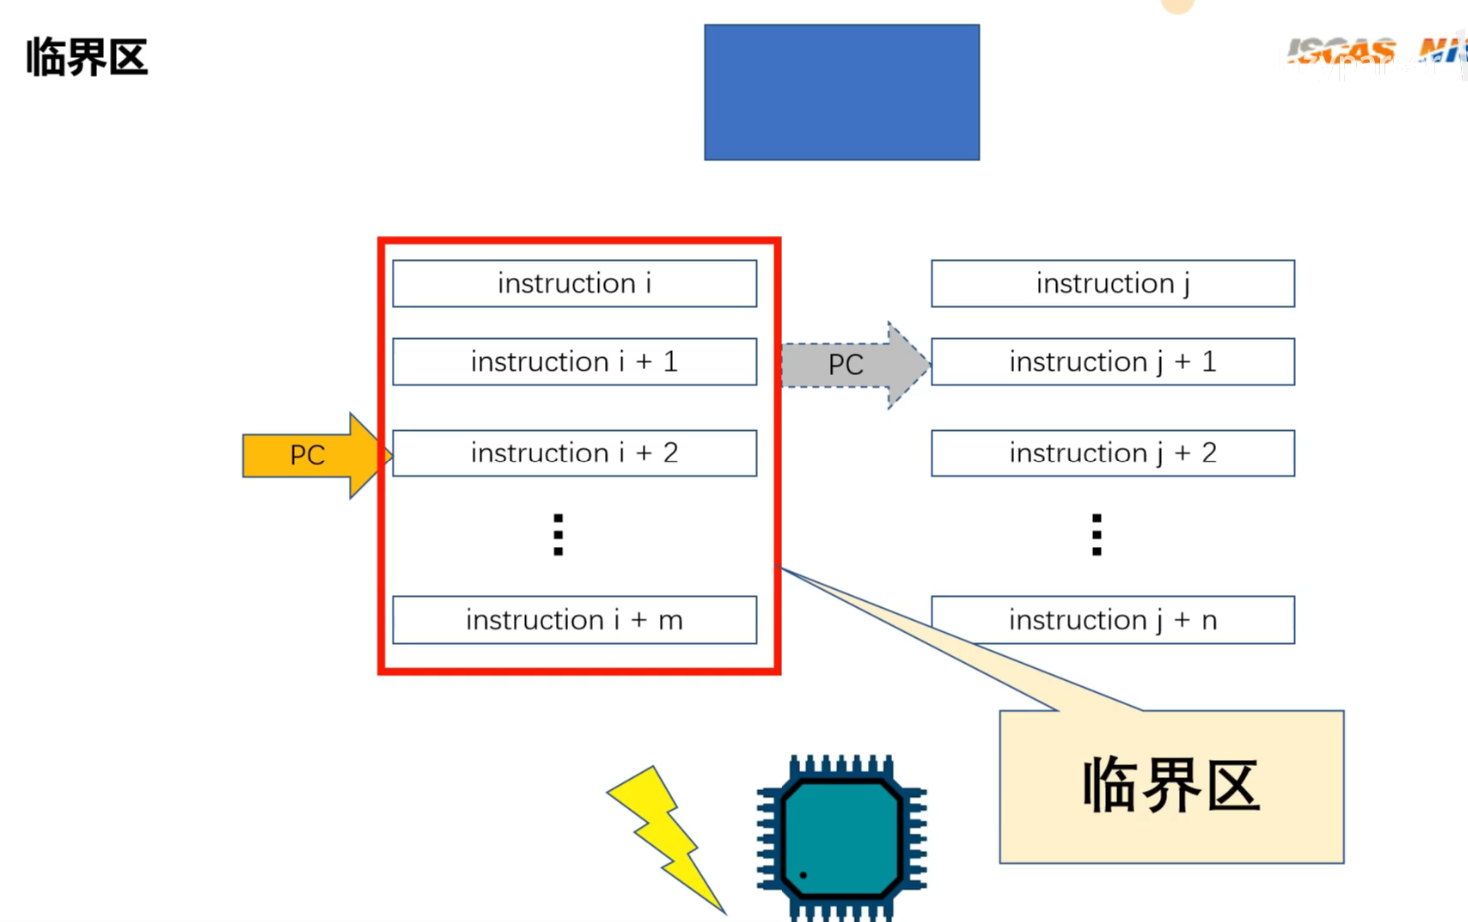 临界区
ISCAS
instruction i
instruction j
instruction i + 1
PC
instruction j + 1
PC
instruction i + 2
instruction j + 2
instruction i + m
instruction j + n
临界区